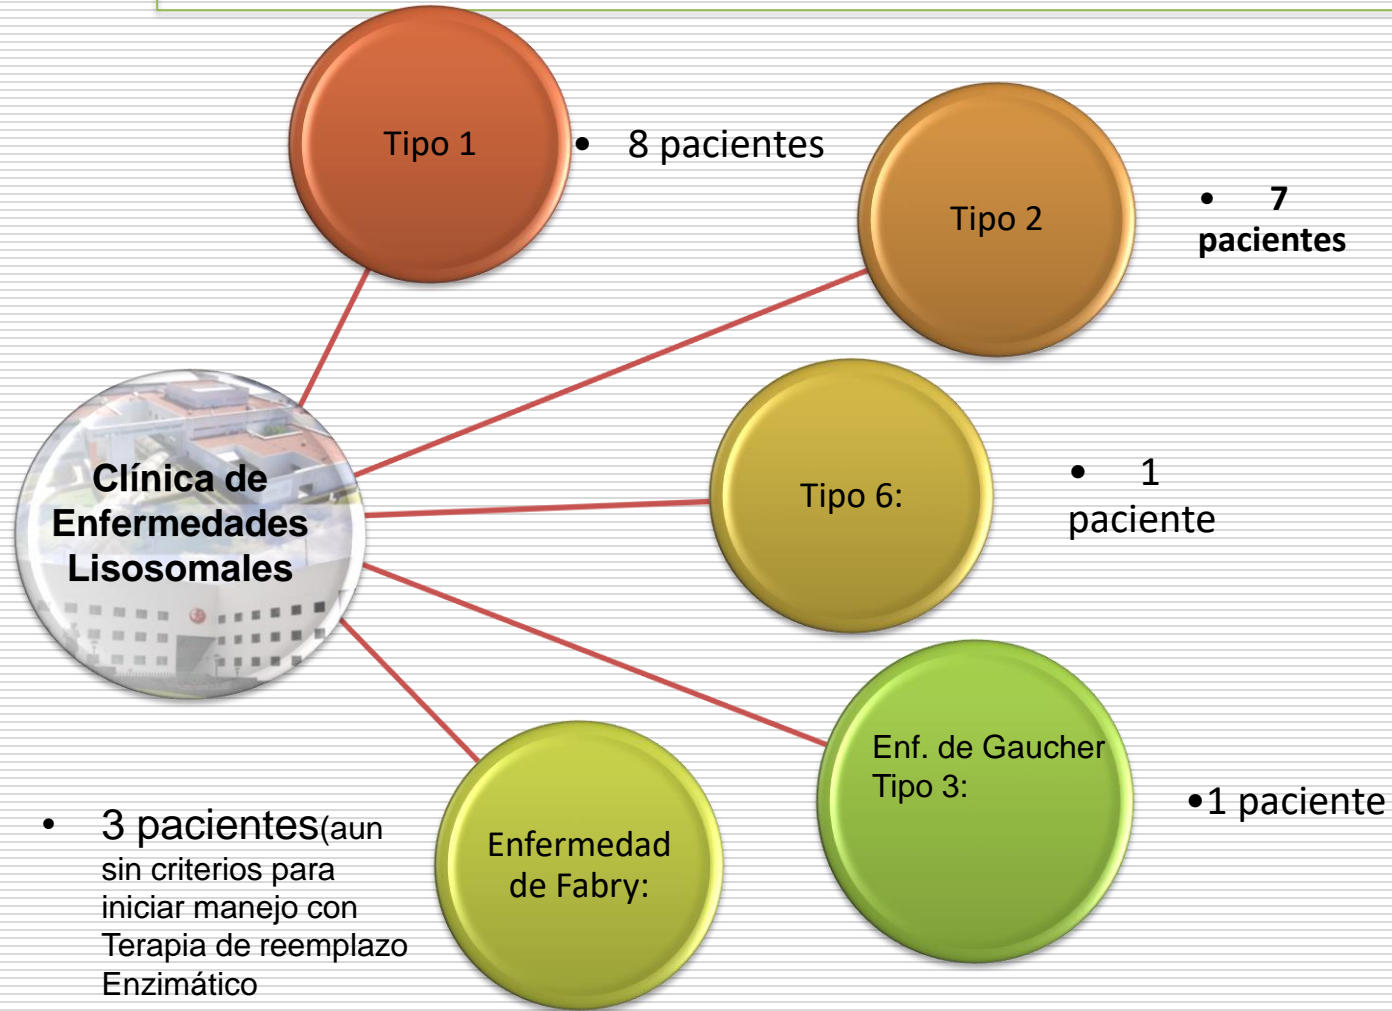 Tipo 1
• 8 pacientes
Tipo 2
• 7
pacientes
Clínica de
Enfermedades
Lisosomales
Tipo 6:
• 1
paciente
Enf. de Gaucher
Tipo 3:
•1 paciente
Enfermedad
de Fabry:
• 3 pacientes(aun
sin criterios para
iniciar manejo con
Terapia de reemplazo
Enzimático